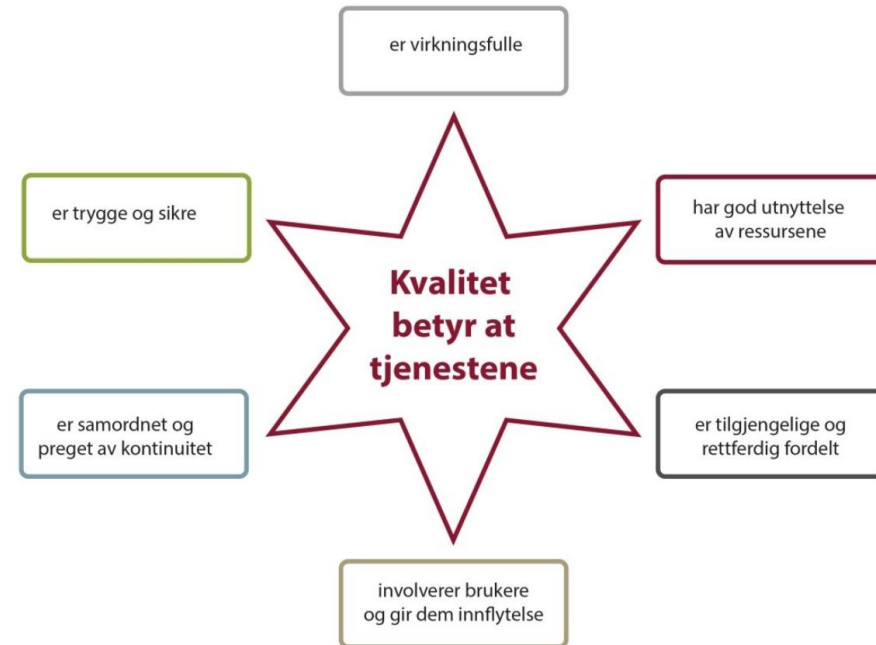 er virkningsfulle
er trygge og sikre
har god utnyttelse
av ressursene
Kvalitet
betyr at
tjenestene
er samordnet og
preget av kontinuitet
er tilgjengelige og
rettferdig fordelt
involverer brukere
og gir dem innflytelse